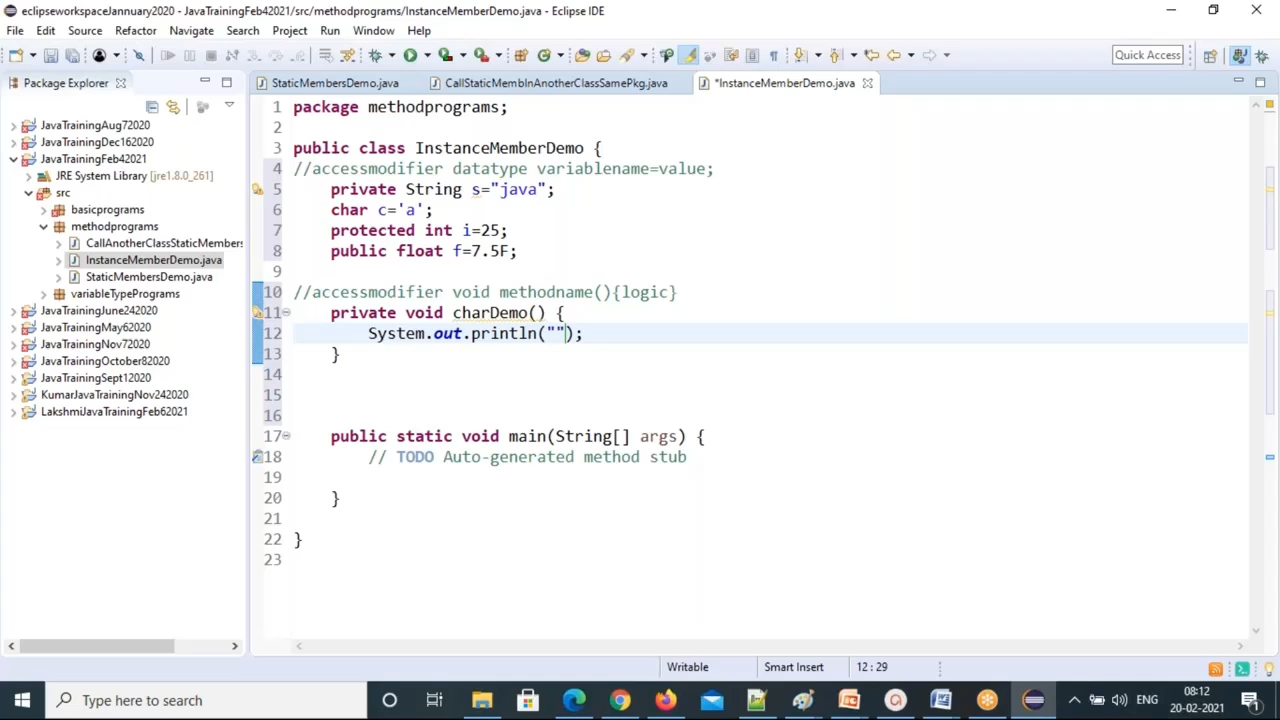 eclipseworkspaceJannuary2020 - JavaTrainingFeb42021/src/methodprograms/InstanceMemberDemo.java - Eclipse IDE
File Edit Source Refactor Navigate Search Project Run Window Help
Quick Access
Package Explorer
StaticMembersDemo.java
CallStaticMembInAnotherClassSamePkg.java
*InstanceMemberDemo.java
JavaTrainingAug72020
JavaTrainingDec162020
JavaTrainingFeb42021
JRE System Library [jre1.8.0_261]
src
basicprograms
methodprograms
CallAnotherClassStaticMembers
InstanceMemberDemo.java
StaticMembersDemo.java
variableTypePrograms
JavaTrainingJune242020
JavaTrainingMay62020
JavaTrainingNov72020
JavaTrainingOctober82020
JavaTrainingSept12020
KumarJavaTrainingNov242020
LakshmiJavaTrainingFeb62021
1 package methodprograms;
2
3 public class InstanceMemberDemo {
4 //accessmodifier datatype variablename=value;
5 private String s="java";
6 char c='a';
7 protected int i=25;
8 public float f=7.5F;
9
10 //accessmodifier void methodname(){logic}
11 private void charDemo() {
12 System.out.println("");
13 }
14
15
16
17 public static void main(String[] args) {
18 // TODO Auto-generated method stub
19
20 }
21
22 }
23
Writable Smart Insert 12 : 29
Type here to search
ENG
08:12
20-02-2021
1